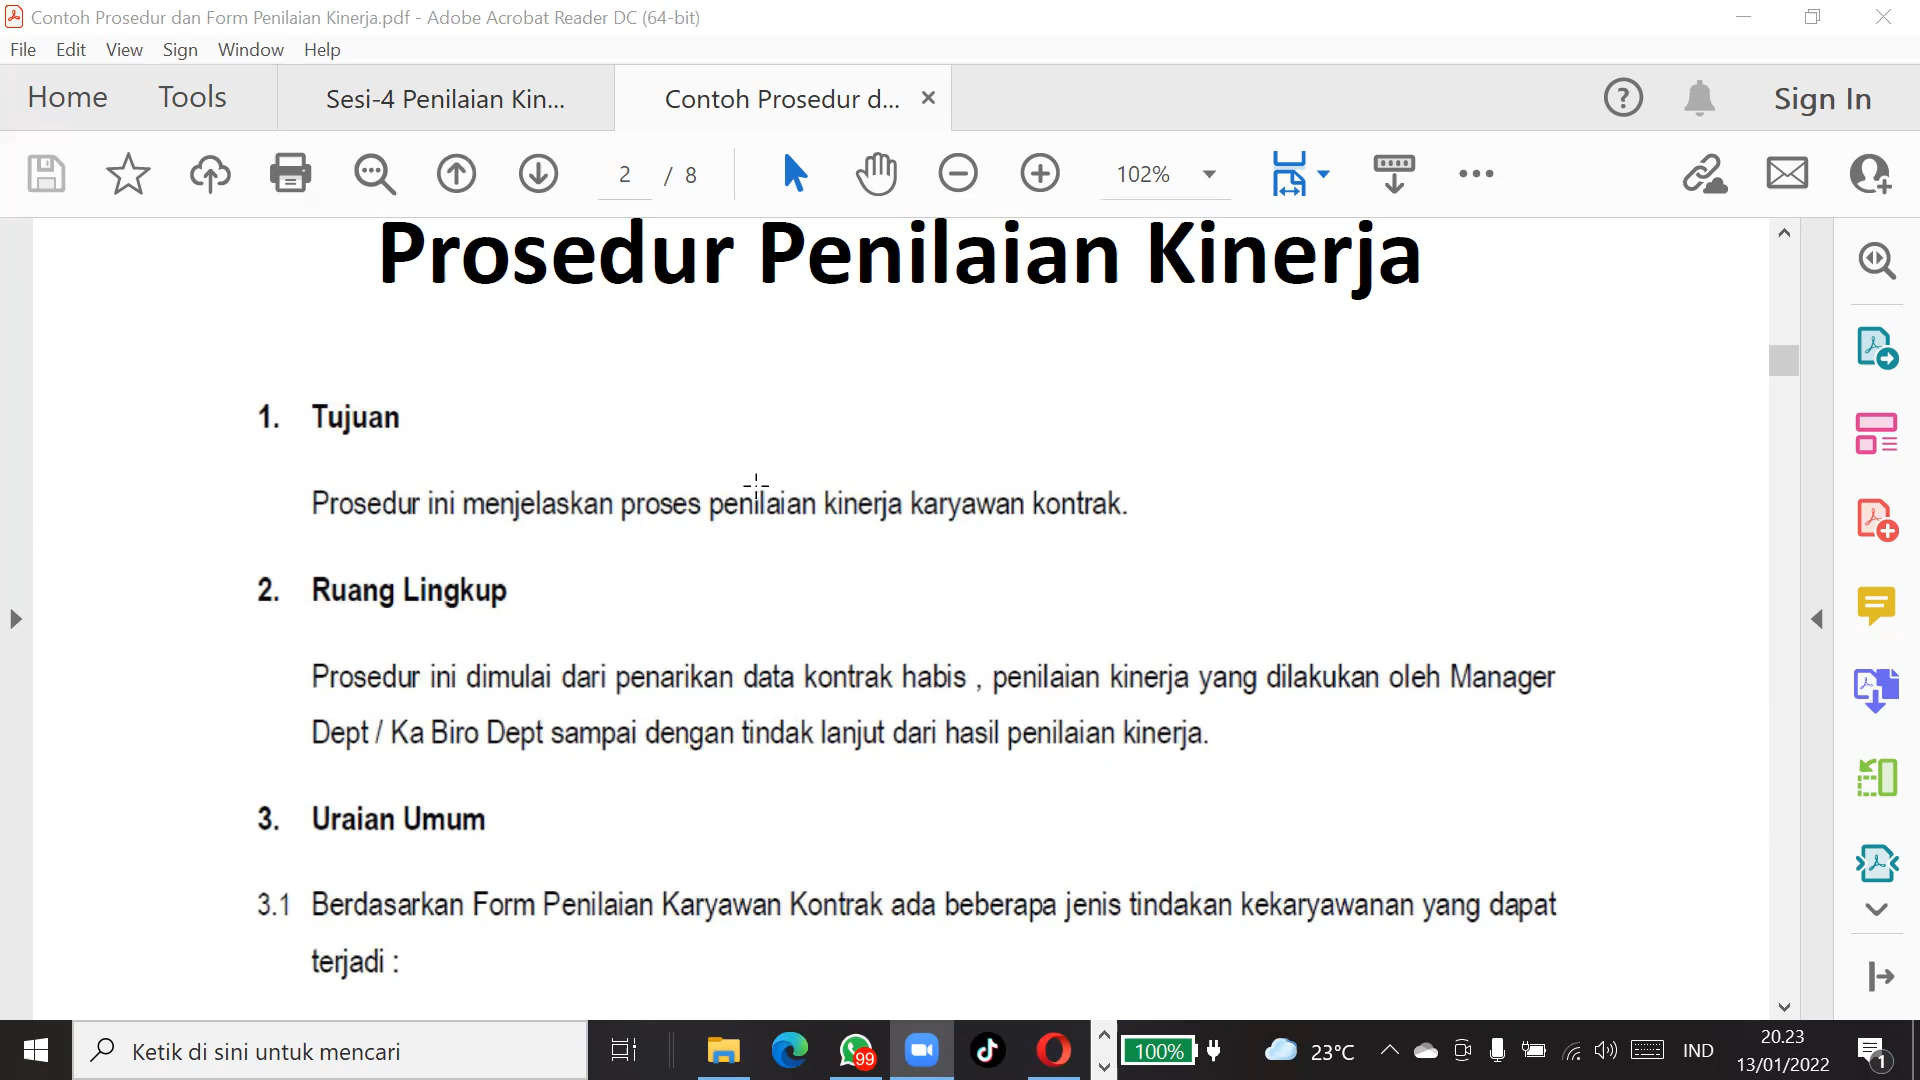 Contoh Prosedur dan Form Penilaian Kinerja.pdf - Adobe Acrobat Reader DC (64-bit)
File Edit View Sign Window Help
Home Tools Sesi-4 Penilaian Kin... Contoh Prosedur d... Sign In
2 / 8 102%
Prosedur Penilaian Kinerja
1. Tujuan
Prosedur ini menjelaskan proses penilaian kinerja karyawan kontrak.
2. Ruang Lingkup
Prosedur ini dimulai dari penarikan data kontrak habis , penilaian kinerja yang dilakukan oleh Manager
Dept / Ka Biro Dept sampai dengan tindak lanjut dari hasil penilaian kinerja.
3. Uraian Umum
3.1 Berdasarkan Form Penilaian Karyawan Kontrak ada beberapa jenis tindakan kekaryawanan yang dapat
terjadi :
Ketik di sini untuk mencari 99 100% 23°C IND 20.23
13/01/2022 1